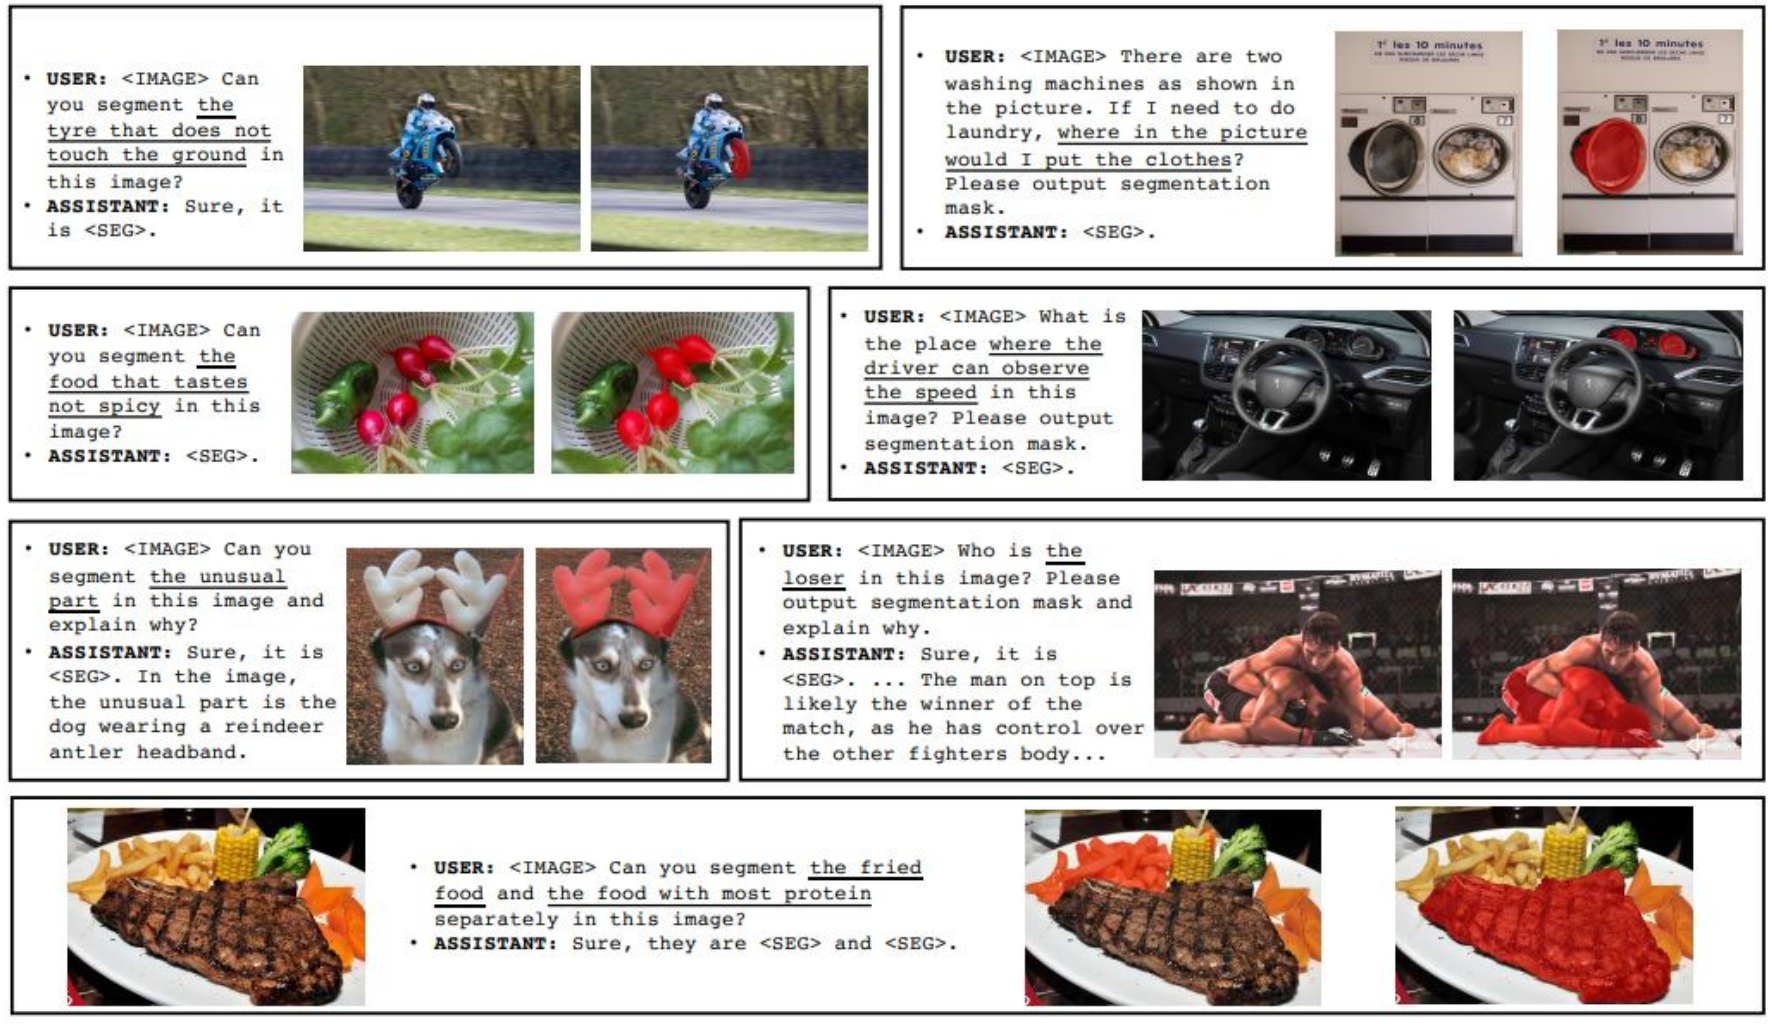 • USER: <IMAGE> Can
you segment the
tyre that does not
touch the ground in
this image?
• ASSISTANT: Sure, it
is <SEG>.
• USER: <IMAGE> There are two
washing machines as shown in
the picture. If I need to do
laundry, where in the picture
would I put the clothes?
Please output segmentation
mask.
• ASSISTANT: <SEG>.
1ᵉ les 10 minutes
1ᵉ les 10 minutes
• USER: <IMAGE> Can
you segment the
food that tastes
not spicy in this
image?
• ASSISTANT: <SEG>.
• USER: <IMAGE> What is
the place where the
driver can observe
the speed in this
image? Please output
segmentation mask.
• ASSISTANT: <SEG>.
• USER: <IMAGE> Can you
segment the unusual
part in this image and
explain why?
• ASSISTANT: Sure, it is
<SEG>. In the image,
the unusual part is the
dog wearing a reindeer
antler headband.
• USER: <IMAGE> Who is the
loser in this image? Please
output segmentation mask and
explain why.
• ASSISTANT: Sure, it is
<SEG>. ... The man on top is
likely the winner of the
match, as he has control over
the other fighters body...
• USER: <IMAGE> Can you segment the fried
food and the food with most protein
separately in this image?
• ASSISTANT: Sure, they are <SEG> and <SEG>.